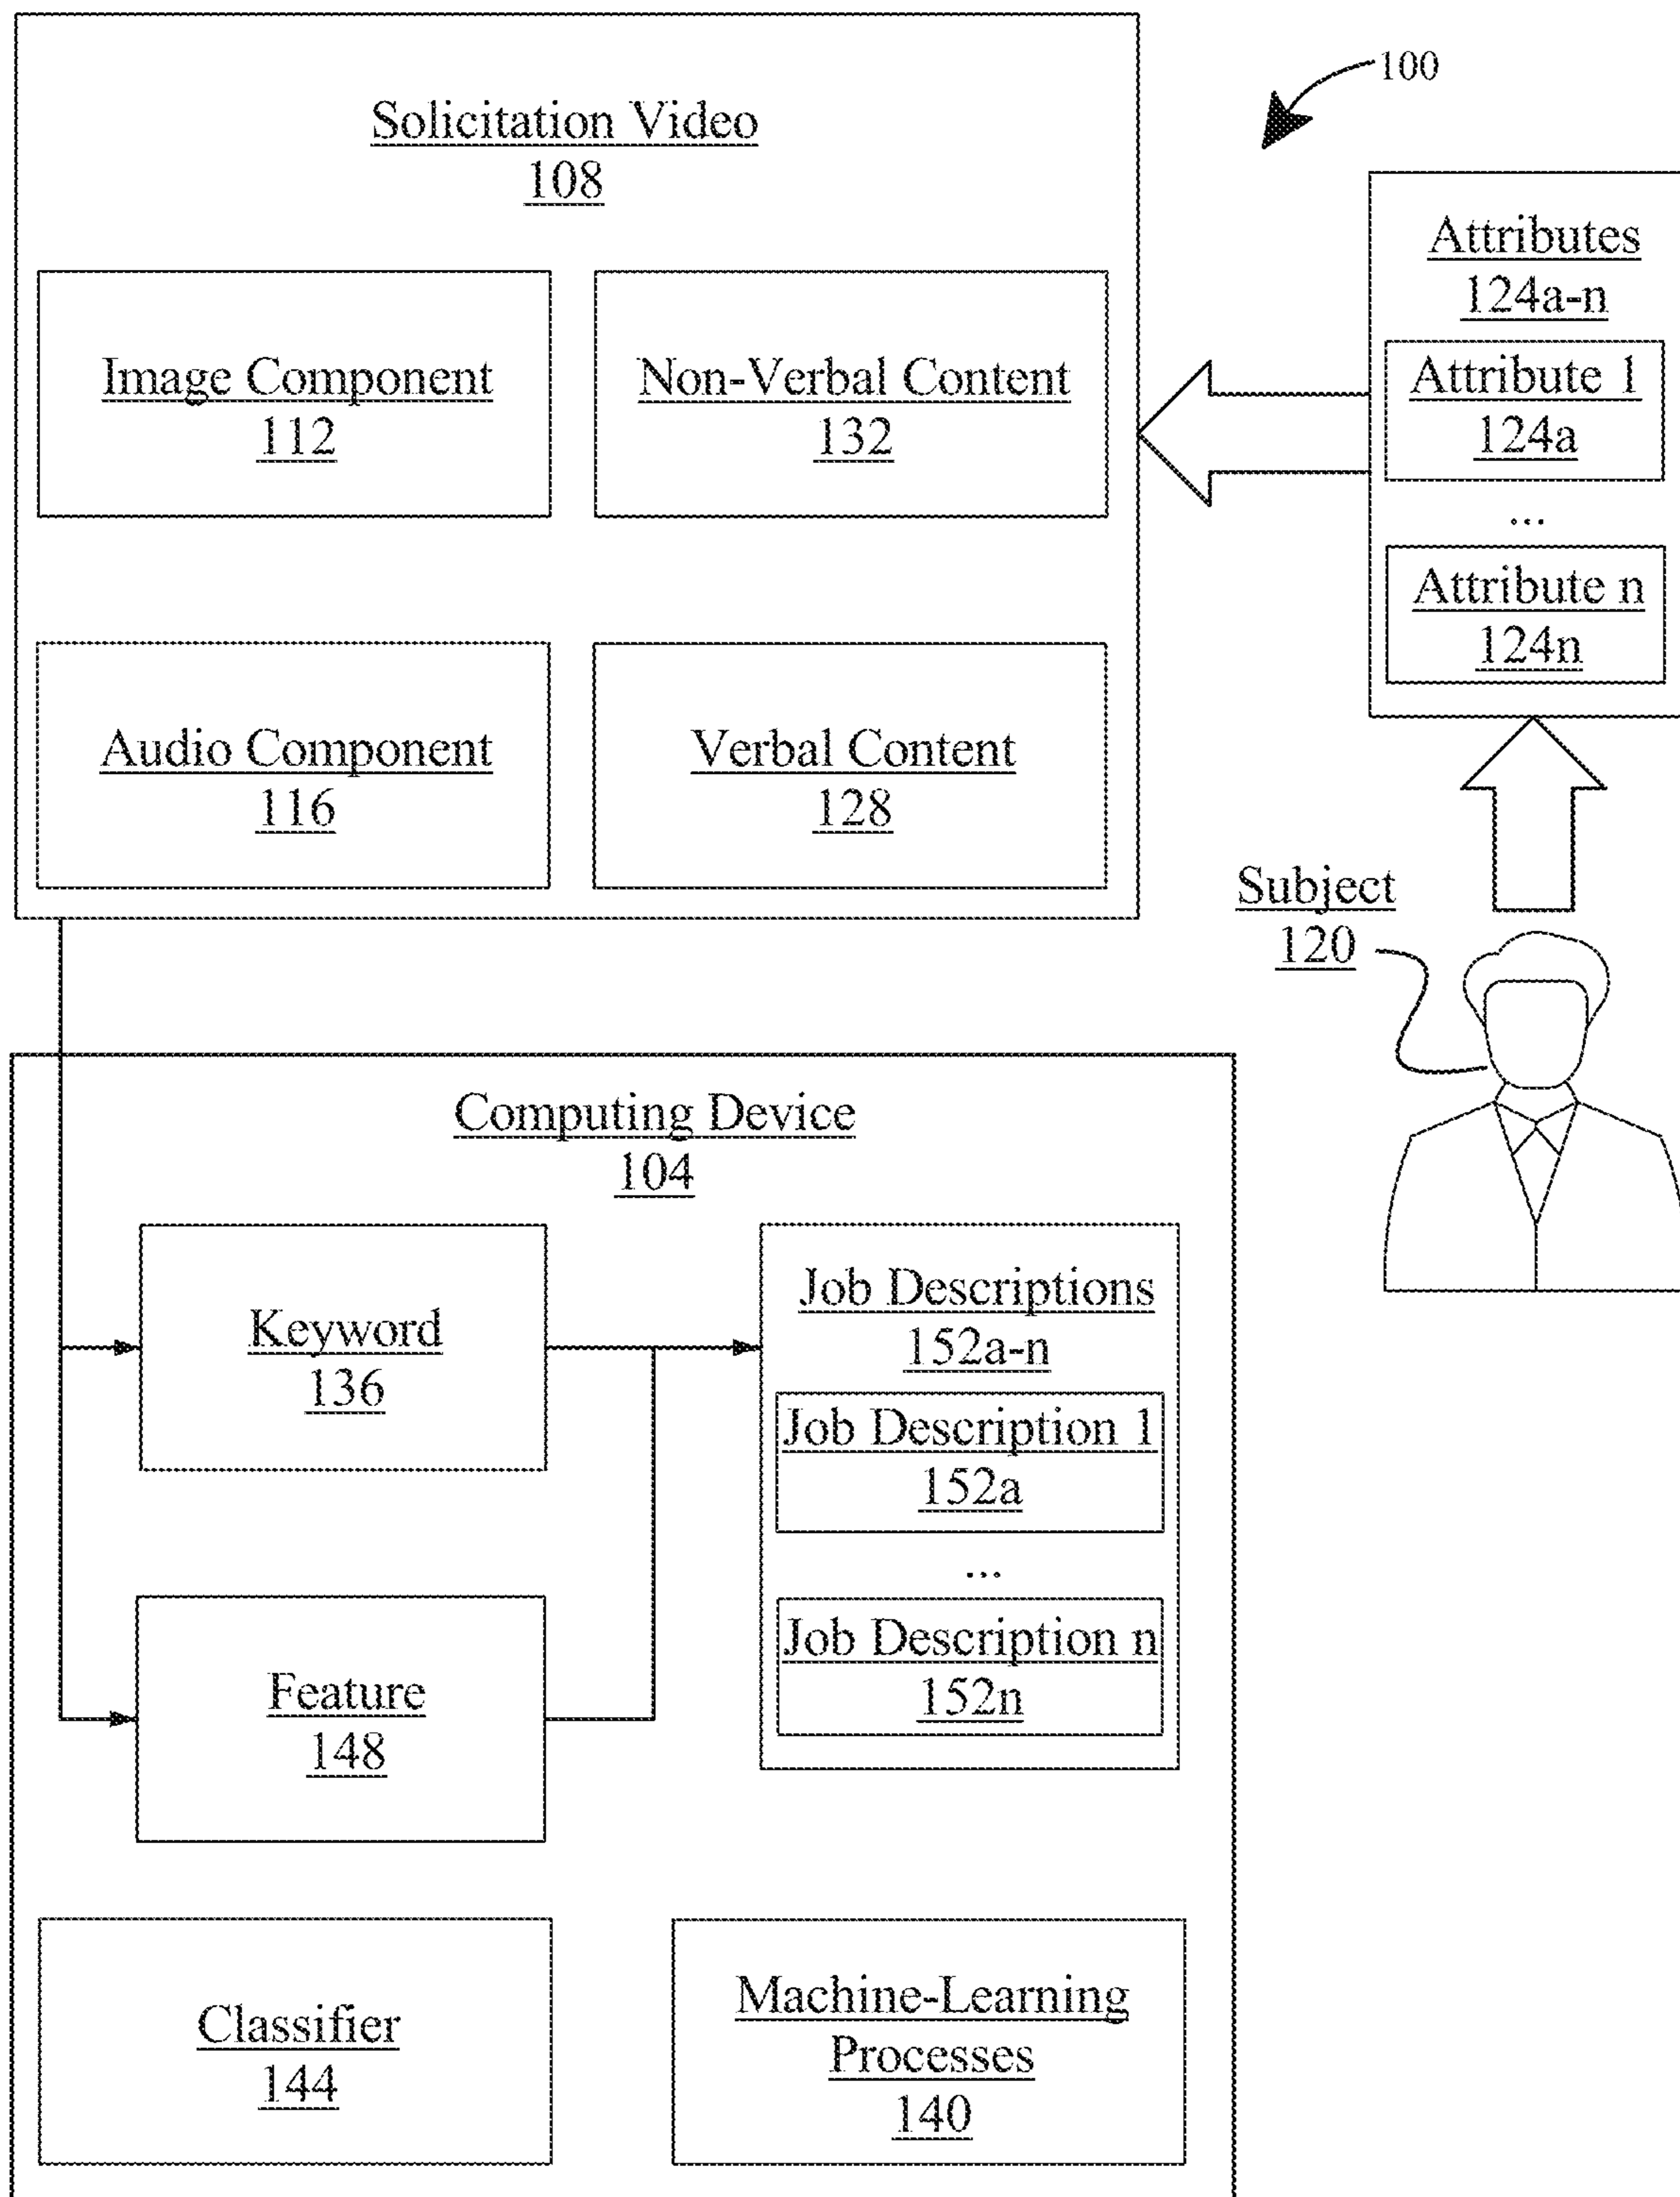 100
Solicitation Video
108
Image Component
112
Non-Verbal Content
132
Audio Component
116
Verbal Content
128
Attributes
124a-n
Attribute 1
124a
...
Attribute n
124n
Subject
120
Computing Device
104
Keyword
136
Feature
148
Job Descriptions
152a-n
Job Description 1
152a
...
Job Description n
152n
Classifier
144
Machine-Learning
Processes
140